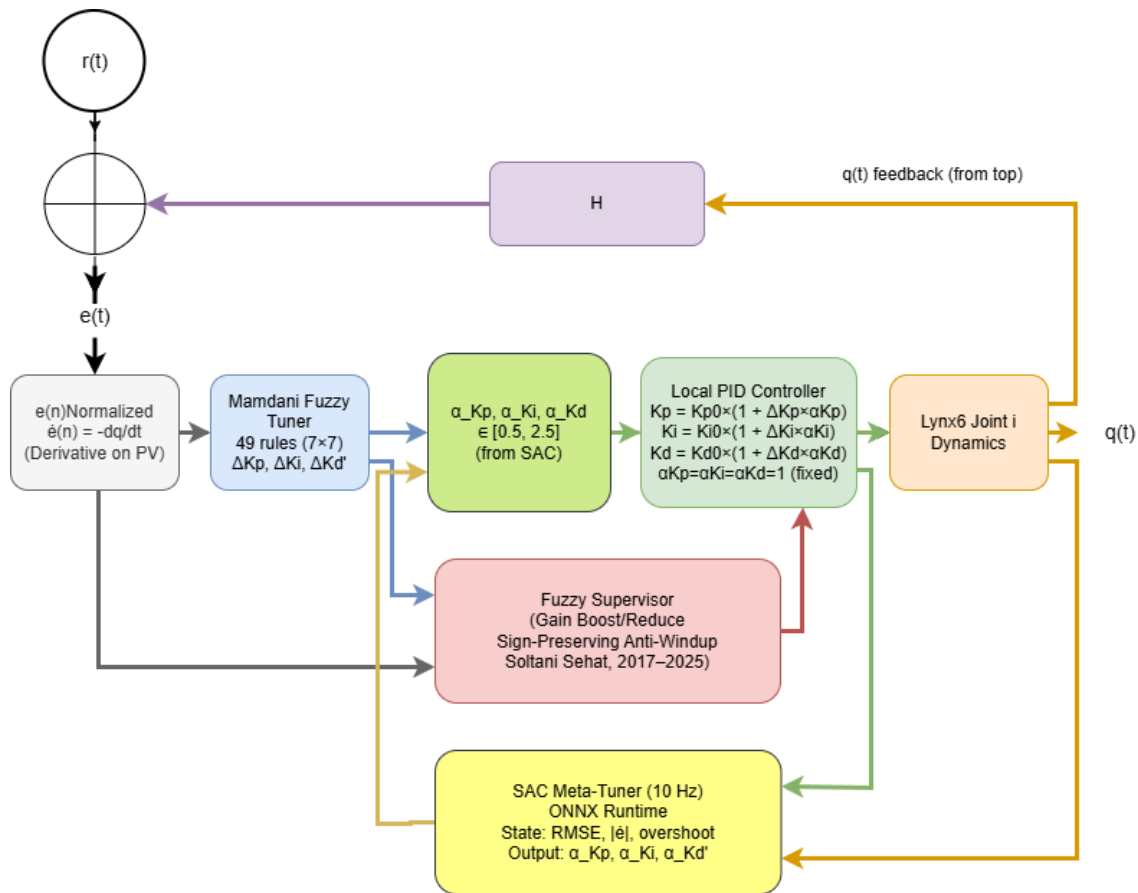 r(t)
q(t) feedback (from top)
H
e(t)
e(n)Normalized
ė(n) = -dq/dt
(Derivative on PV)
Mamdani Fuzzy
Tuner
49 rules (7×7)
ΔKp, ΔKi, ΔKd'
α_Kp, α_Ki, α_Kd
∈ [0.5, 2.5]
(from SAC)
Local PID Controller
Kp = Kp0×(1 + ΔKp×αKp)
Ki = Ki0×(1 + ΔKi×αKi)
Kd = Kd0×(1 + ΔKd×αKd)
αKp=αKi=αKd=1 (fixed)
Lynx6 Joint i
Dynamics
q(t)
Fuzzy Supervisor
(Gain Boost/Reduce
Sign-Preserving Anti-Windup
Soltani Sehat, 2017–2025)
SAC Meta-Tuner (10 Hz)
ONNX Runtime
State: RMSE, |ė|, overshoot
Output: α_Kp, α_Ki, α_Kd'